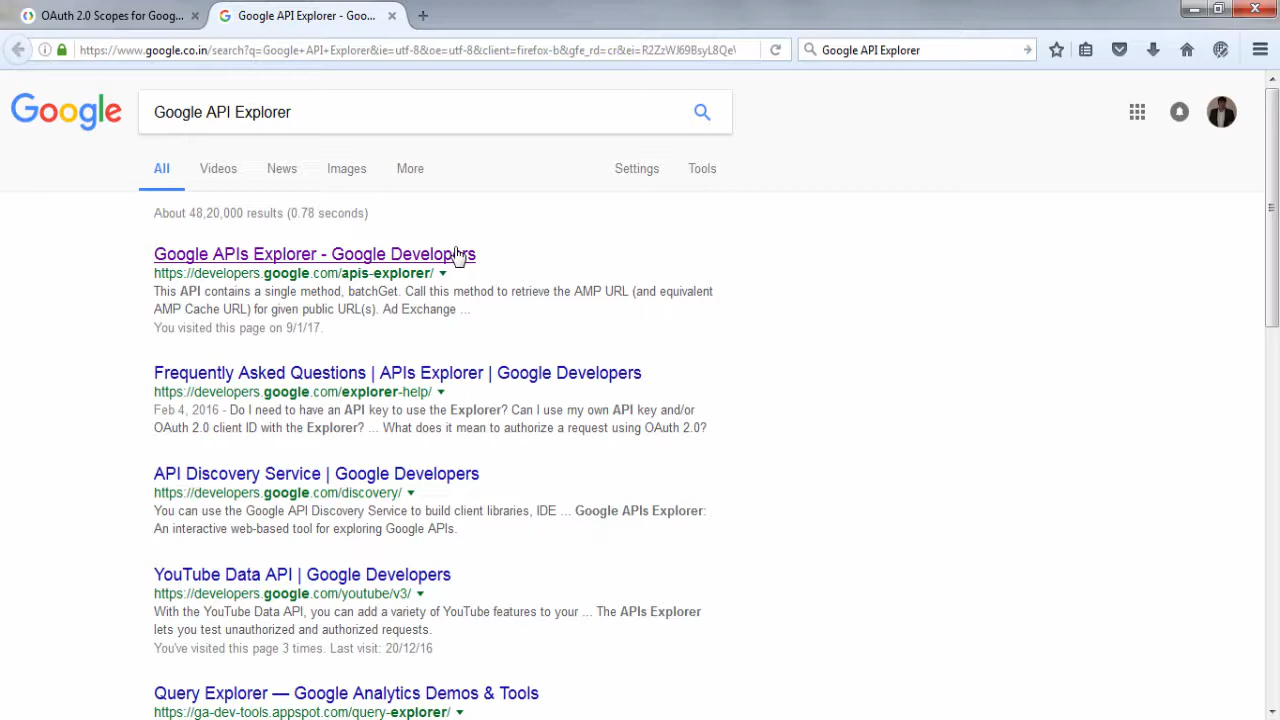 OAuth 2.0 Scopes for Goog...
Google API Explorer - Goo...
https://www.google.co.in/search?q=Google+API+Explorer&ie=utf-8&oe=utf-8&client=firefox-b&gfe_rd=cr&ei=R2ZzWJ69BsyL8Qe
Google API Explorer
Google
Google API Explorer
All
Videos
News
Images
More
Settings
Tools
About 48,20,000 results (0.78 seconds)
Google APIs Explorer - Google Developers
https://developers.google.com/apis-explorer/
This API contains a single method, batchGet. Call this method to retrieve the AMP URL (and equivalent
AMP Cache URL) for given public URL(s). Ad Exchange ...
You visited this page on 9/1/17.
Frequently Asked Questions | APIs Explorer | Google Developers
https://developers.google.com/explorer-help/
Feb 4, 2016 - Do I need to have an API key to use the Explorer? Can I use my own API key and/or
OAuth 2.0 client ID with the Explorer? ... What does it mean to authorize a request using OAuth 2.0?
API Discovery Service | Google Developers
https://developers.google.com/discovery/
You can use the Google API Discovery Service to build client libraries, IDE ... Google APIs Explorer:
An interactive web-based tool for exploring Google APIs.
YouTube Data API | Google Developers
https://developers.google.com/youtube/v3/
With the YouTube Data API, you can add a variety of YouTube features to your ... The APIs Explorer
lets you test unauthorized and authorized requests.
You've visited this page 3 times. Last visit: 20/12/16
Query Explorer — Google Analytics Demos & Tools
https://ga-dev-tools.appspot.com/query-explorer/